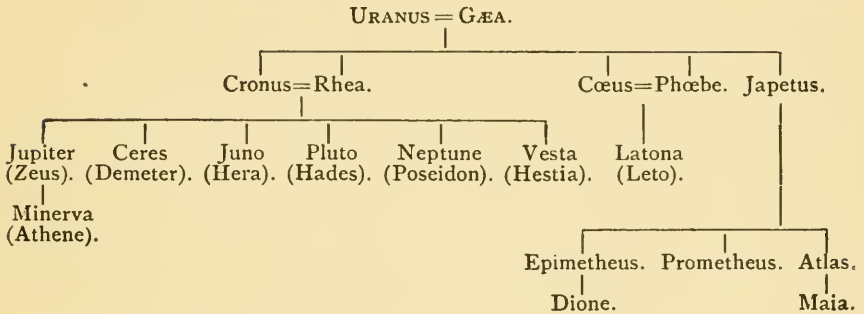 URANUS = GÆA.
Cronus=Rhea. Cœus=Phœbe. Japetus.
Jupiter Ceres Juno Pluto Neptune Vesta Latona
(Zeus). (Demeter). (Hera). (Hades). (Poseidon). (Hestia). (Leto).
Minerva
(Athene).
Epimetheus. Prometheus. Atlas.
Dione. Maia.